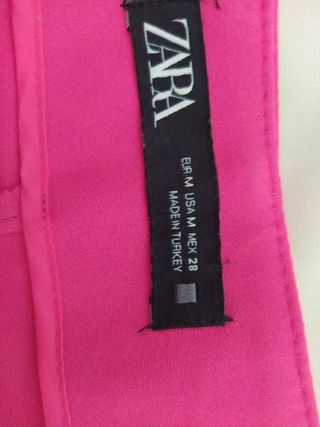 ZARA
EUR M USA M MEX 28
MADE IN TURKEY